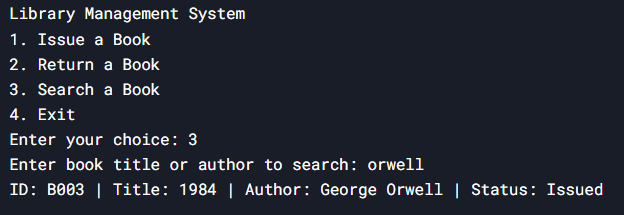 Library Management System
1. Issue a Book
2. Return a Book
3. Search a Book
4. Exit
Enter your choice: 3
Enter book title or author to search: orwell
ID: B003 | Title: 1984 | Author: George Orwell | Status: Issued